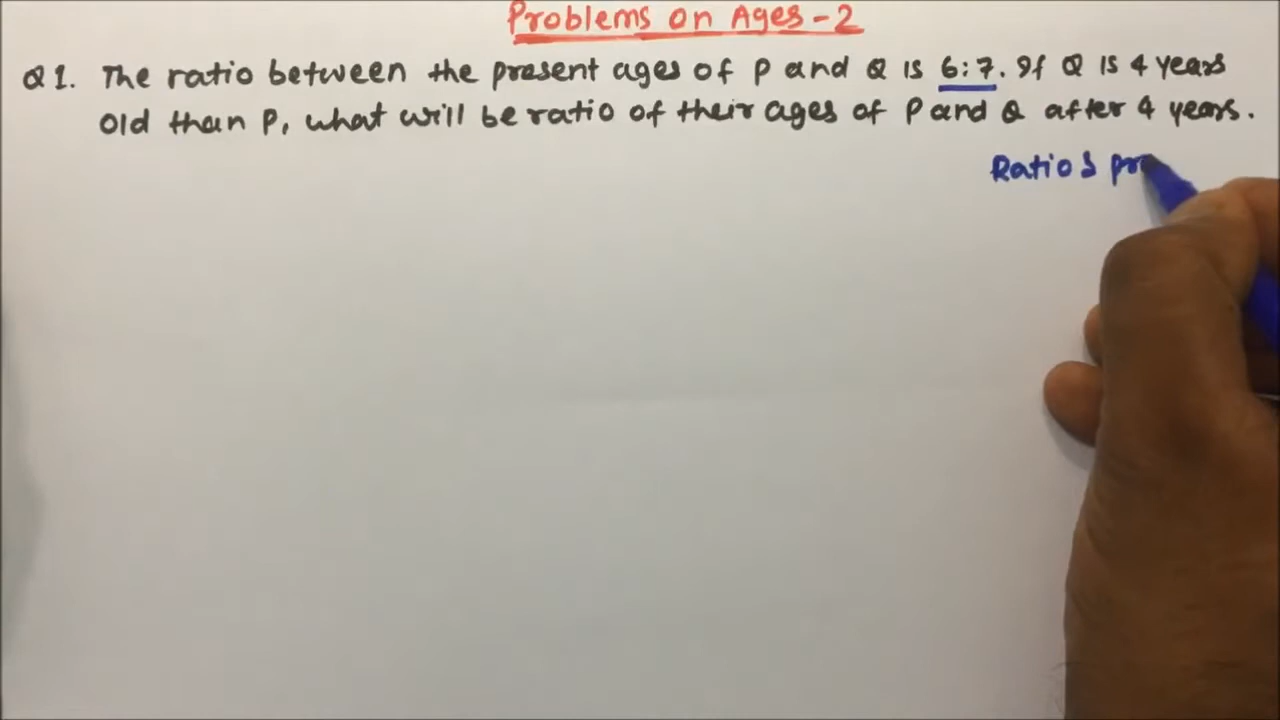 Problems on Ages - 2
Q1. The ratio between the present ages of P and Q is 6:7. If Q is 4 years
old than P, what will be ratio of their ages of P and Q after 4 years.
Ratio &